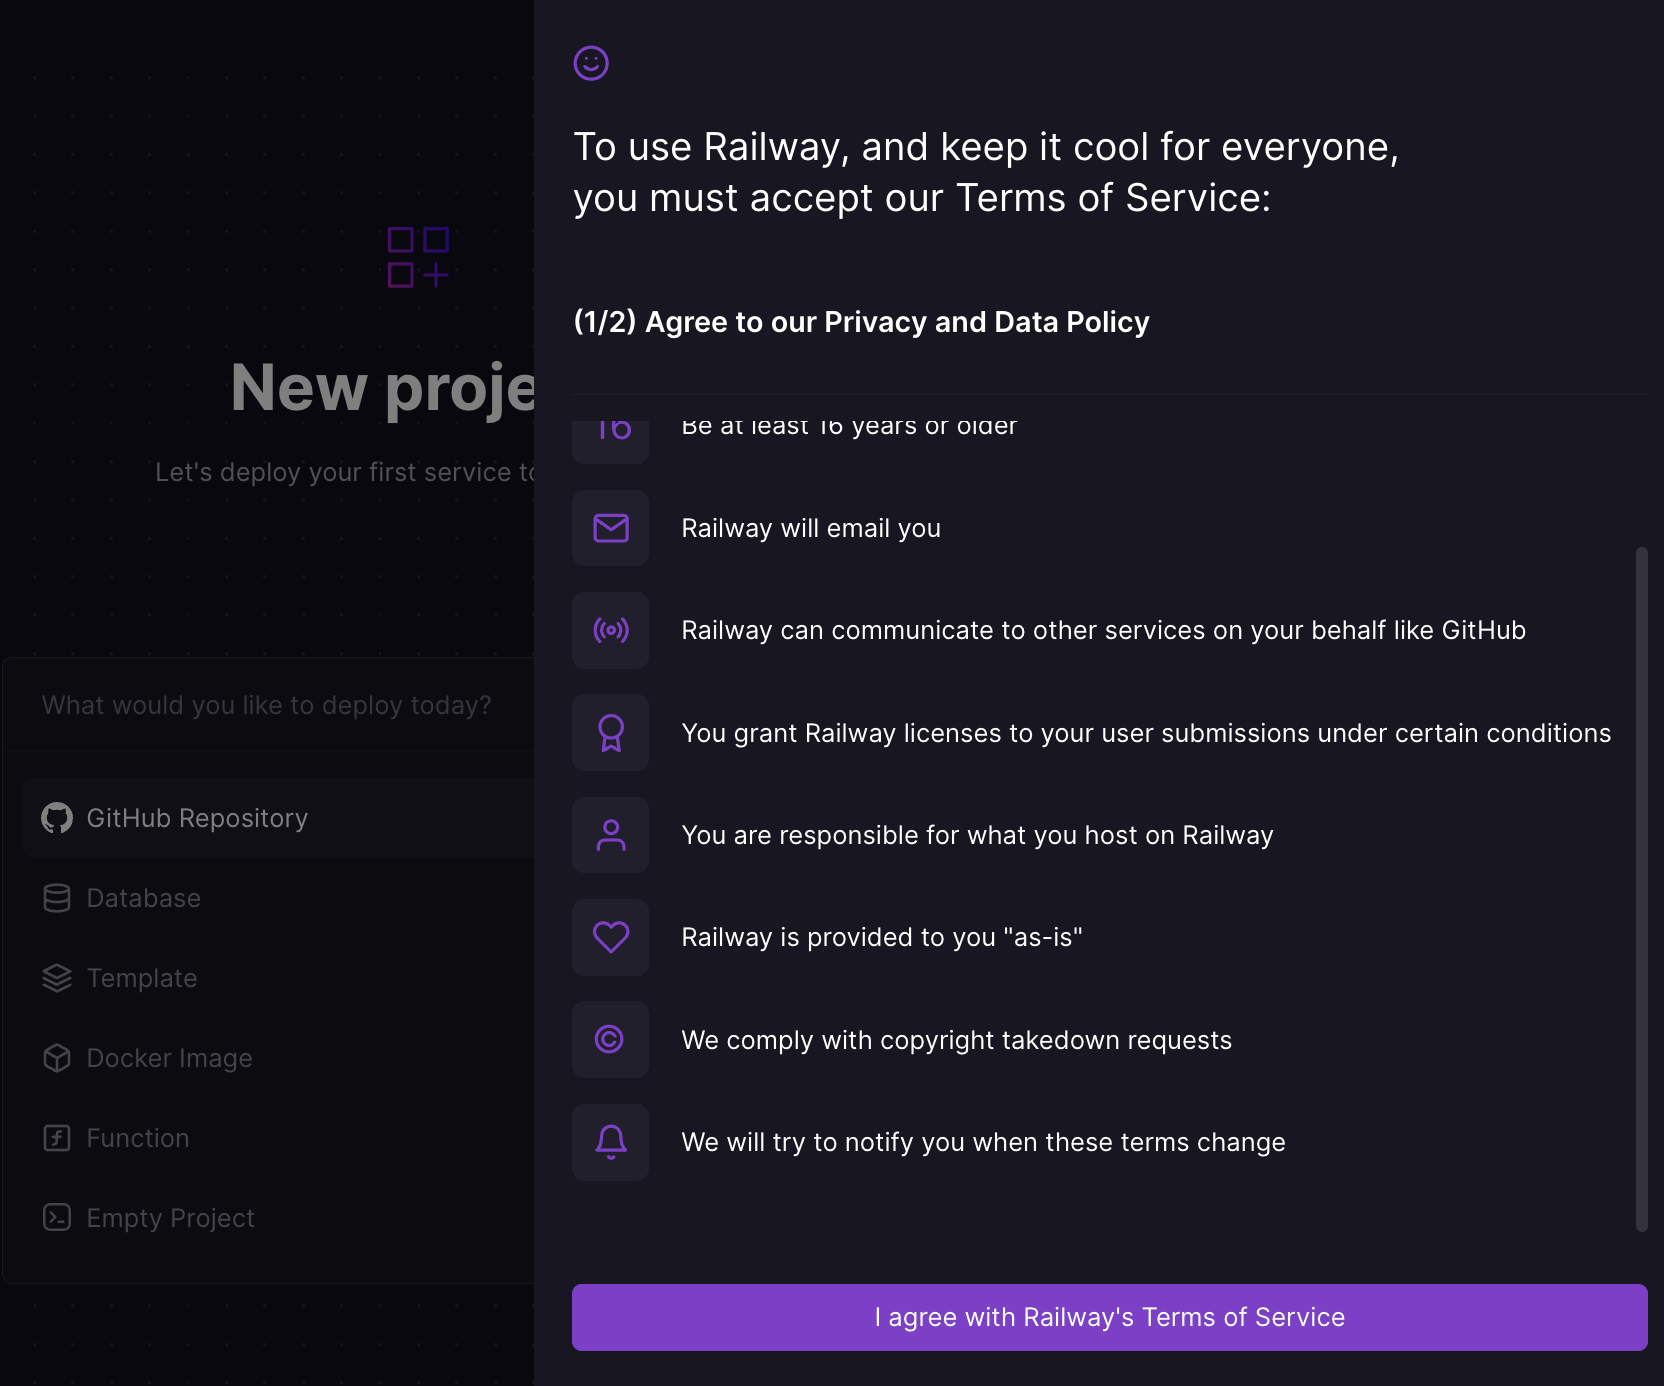 To use Railway, and keep it cool for everyone,
you must accept our Terms of Service:
(1/2) Agree to our Privacy and Data Policy
16 Be at least 16 years or older
Railway will email you
Railway can communicate to other services on your behalf like GitHub
You grant Railway licenses to your user submissions under certain conditions
You are responsible for what you host on Railway
Railway is provided to you "as-is"
We comply with copyright takedown requests
We will try to notify you when these terms change
I agree with Railway's Terms of Service
New proje
Let's deploy your first service to
What would you like to deploy today?
GitHub Repository
Database
Template
Docker Image
Function
Empty Project